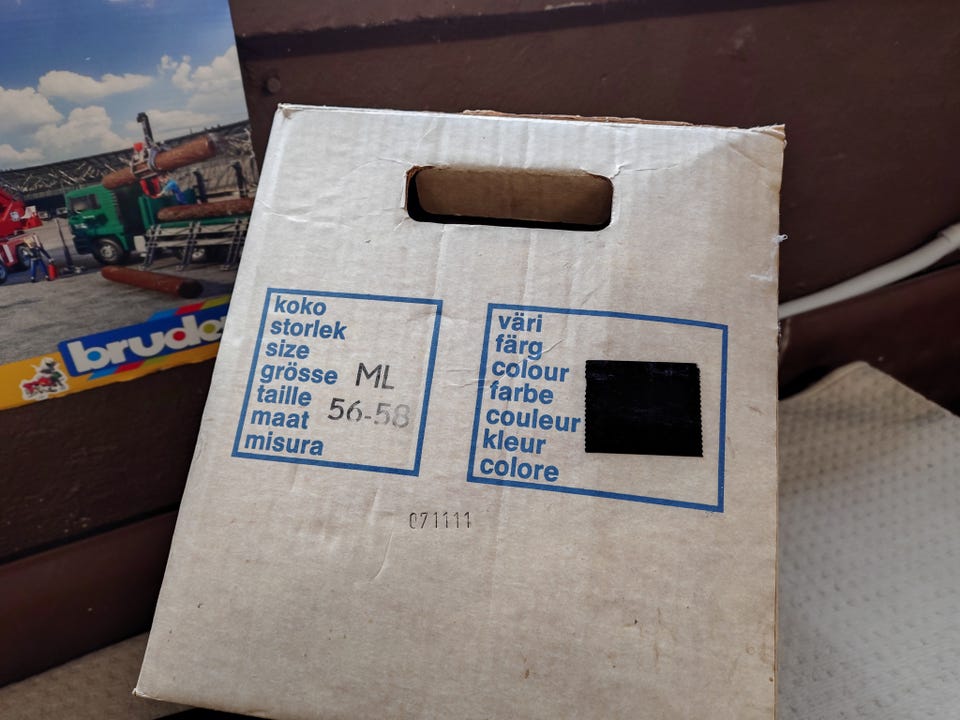 koko
storlek
size
grösse
taille
maat
misura
ML
56-58
väri
färg
colour
farbe
couleur
kleur
colore
071111
bruder